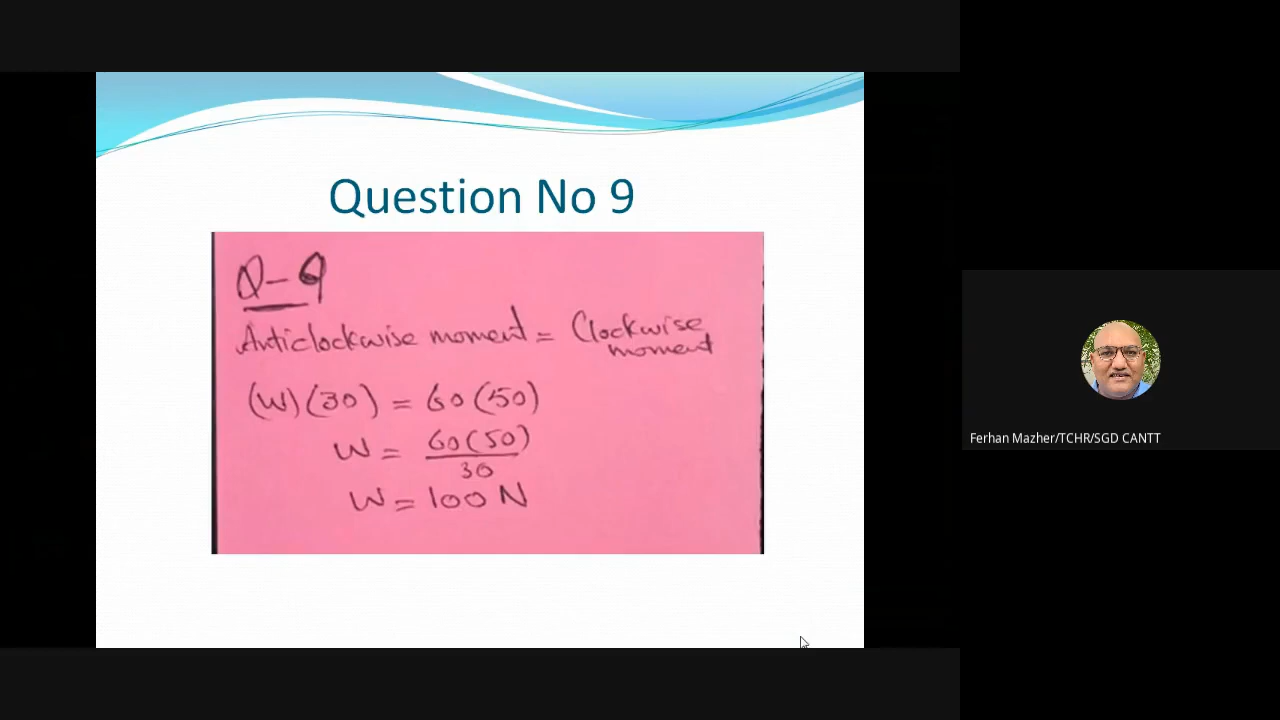 Question No 9
Q-9
Anticlockwise moment = Clockwise
moment
(W)(30) = 60(50)
W = 60(50)
30
W = 100 N
Ferhan Mazher/TCHR/SGD CANTT